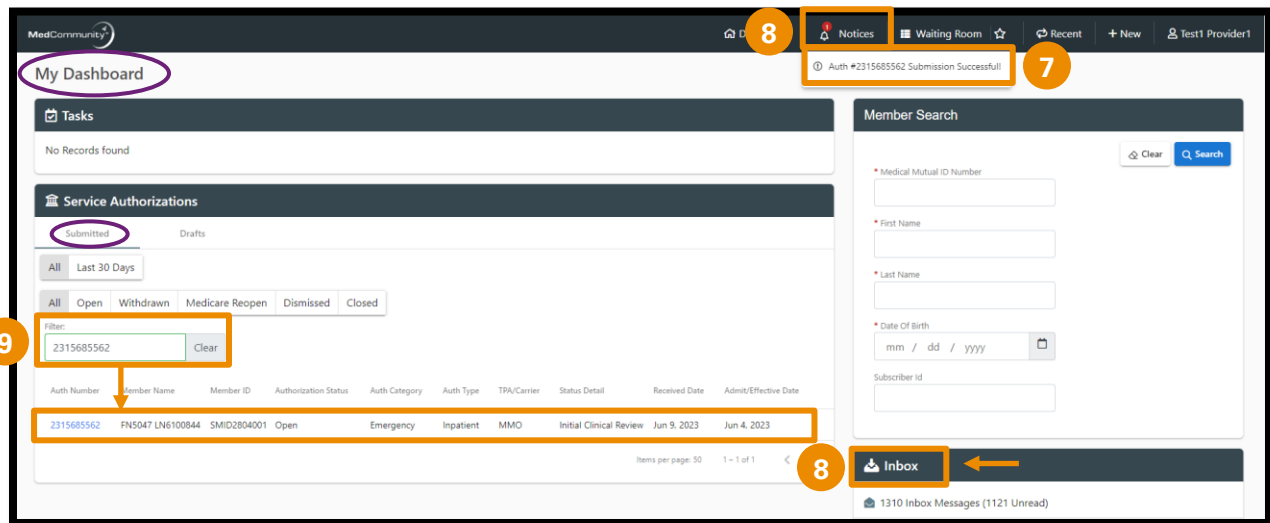 MedCommunity
D
8
1
Notices
Waiting Room
Recent
+ New
Test1 Provider1
My Dashboard
Auth #2315685562 Submission Successful!
7
Tasks
No Records found
Member Search
Clear
Search
* Medical Mutual ID Number
* First Name
* Last Name
* Date Of Birth
mm / dd / yyyy
Subscriber Id
Service Authorizations
Submitted
Drafts
All Last 30 Days
All Open Withdrawn Medicare Reopen Dismissed Closed
9
Filter:
2315685562
Clear
Auth Number Member Name Member ID Authorization Status Auth Category Auth Type TPA/Carrier Status Detail Received Date Admit/Effective Date
2315685562 FN5047 LN6100844 SMID2804001 Open Emergency Inpatient MMO Initial Clinical Review Jun 9, 2023 Jun 4, 2023
Items per page: 50 1 – 1 of 1 <
8
Inbox
1310 Inbox Messages (1121 Unread)